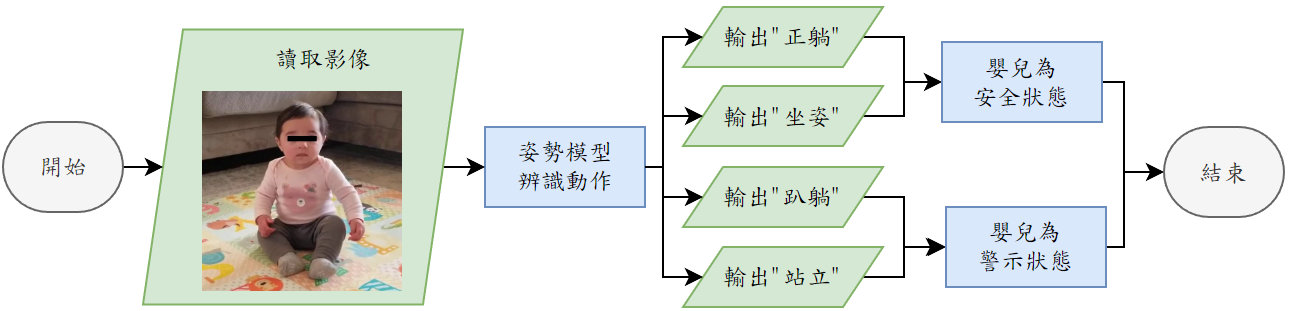 開始
讀取影像
姿勢模型
辨識動作
輸出"正躺"
輸出"坐姿"
輸出"趴躺"
輸出"站立"
嬰兒為
安全狀態
嬰兒為
警示狀態
結束